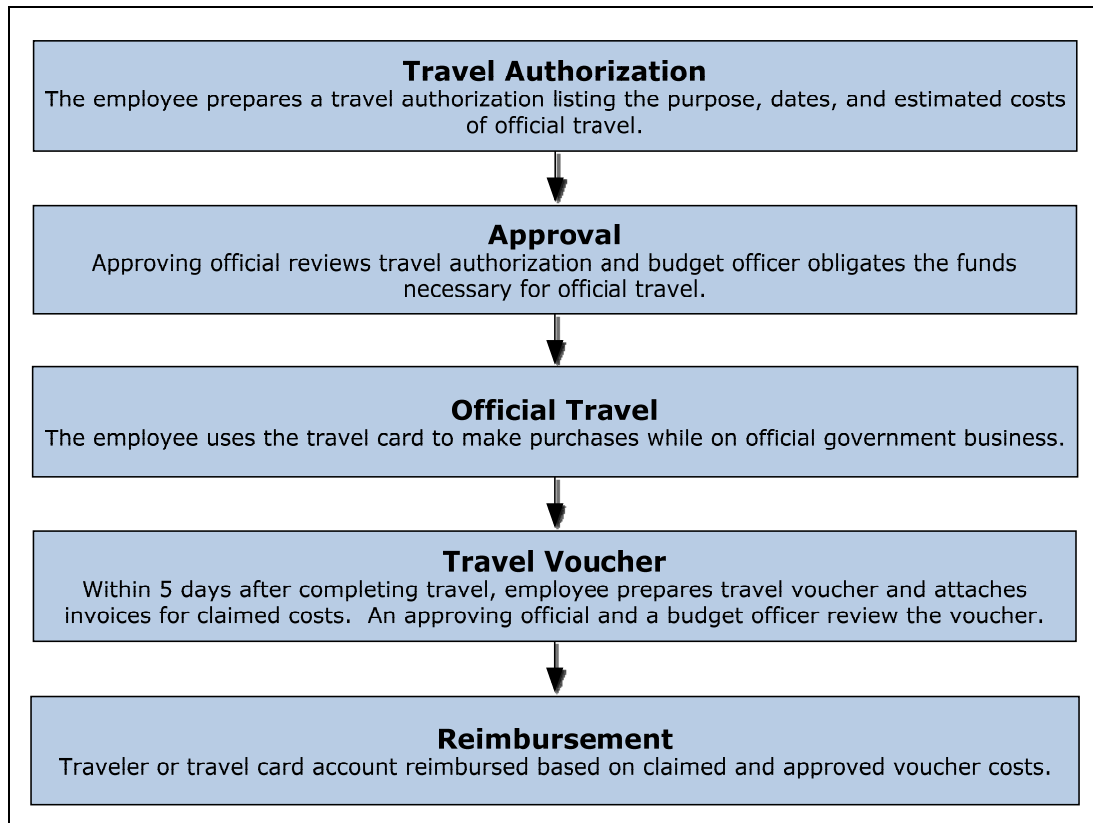 Travel Authorization
The employee prepares a travel authorization listing the purpose, dates, and estimated costs
of official travel.
Approval
Approving official reviews travel authorization and budget officer obligates the funds
necessary for official travel.
Official Travel
The employee uses the travel card to make purchases while on official government business.
Travel Voucher
Within 5 days after completing travel, employee prepares travel voucher and attaches
invoices for claimed costs.  An approving official and a budget officer review the voucher.
Reimbursement
Traveler or travel card account reimbursed based on claimed and approved voucher costs.